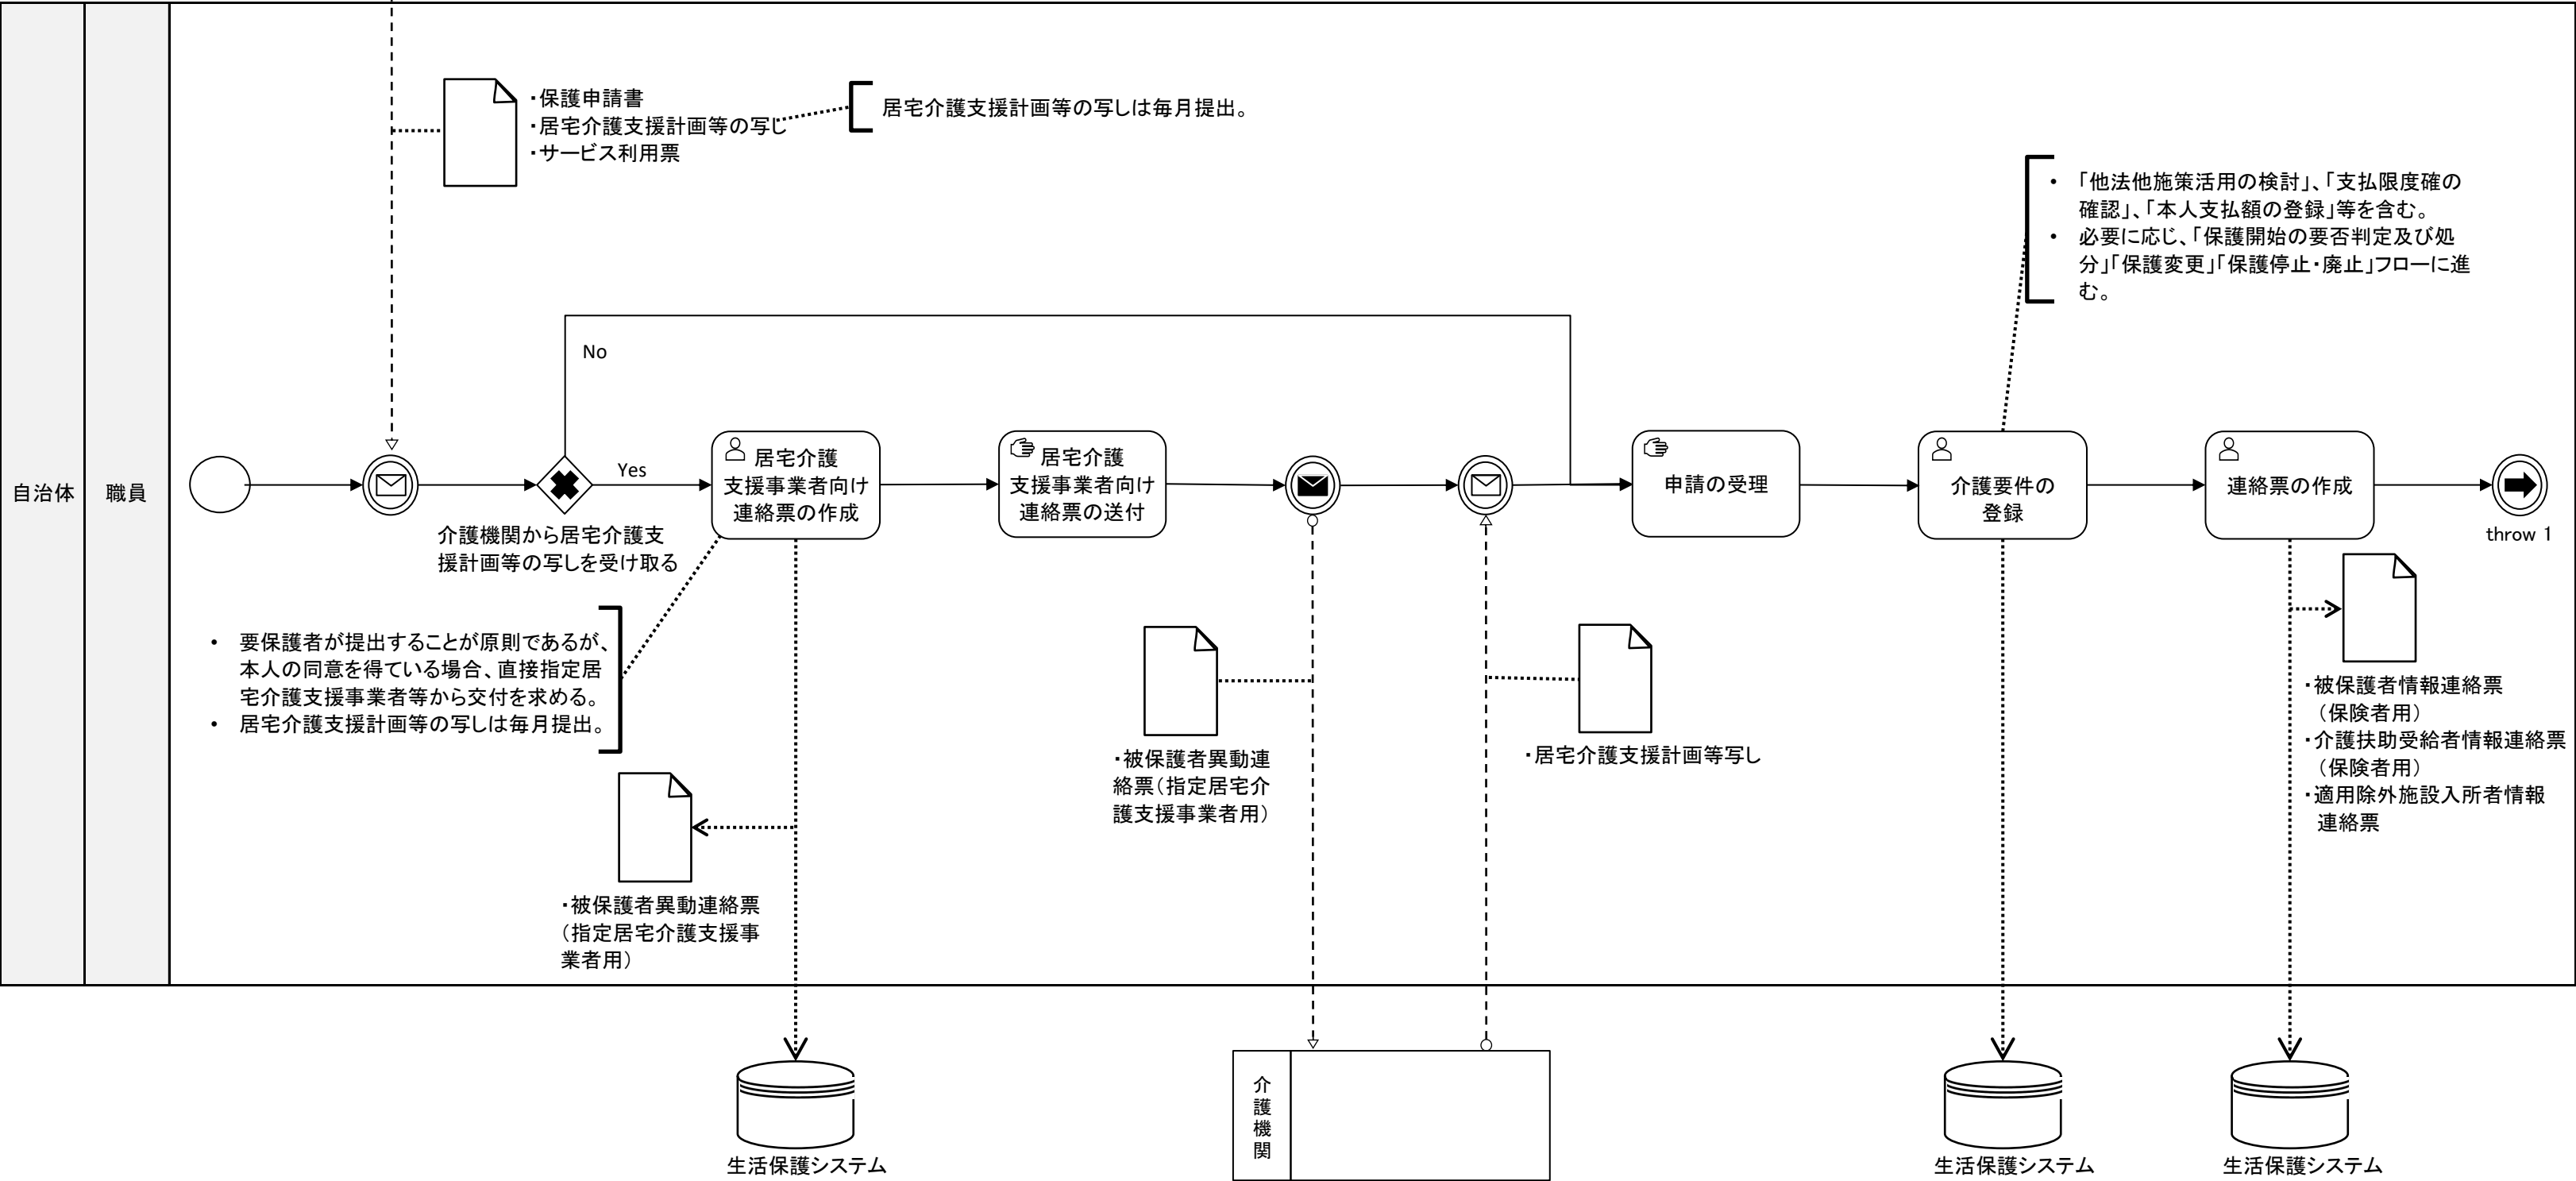 ・保護申請書
・居宅介護支援計画等の写し
・サービス利用票
居宅介護支援計画等の写しは毎月提出。
• 「他法他施策活用の検討」、「支払限度確の
確認」、「本人支払額の登録」等を含む。
• 必要に応じ、「保護開始の要否判定及び処
分」「保護変更」「保護停止・廃止」フローに進
む。
No
Yes
自治体
職員
介護機関から居宅介護支
援計画等の写しを受け取る
居宅介護
支援事業者向け
連絡票の作成
居宅介護
支援事業者向け
連絡票の送付
申請の受理
介護要件の
登録
連絡票の作成
throw 1
• 要保護者が提出することが原則であるが、
本人の同意を得ている場合、直接指定居
宅介護支援事業者等から交付を求める。
• 居宅介護支援計画等の写しは毎月提出。
・被保護者異動連絡票
（指定居宅介護支援事
業者用）
・被保護者異動連
絡票（指定居宅介
護支援事業者用）
・居宅介護支援計画等写し
・被保護者情報連絡票
（保険者用）
・介護扶助受給者情報連絡票
（保険者用）
・適用除外施設入所者情報
連絡票
生活保護システム
介護機関
生活保護システム
生活保護システム